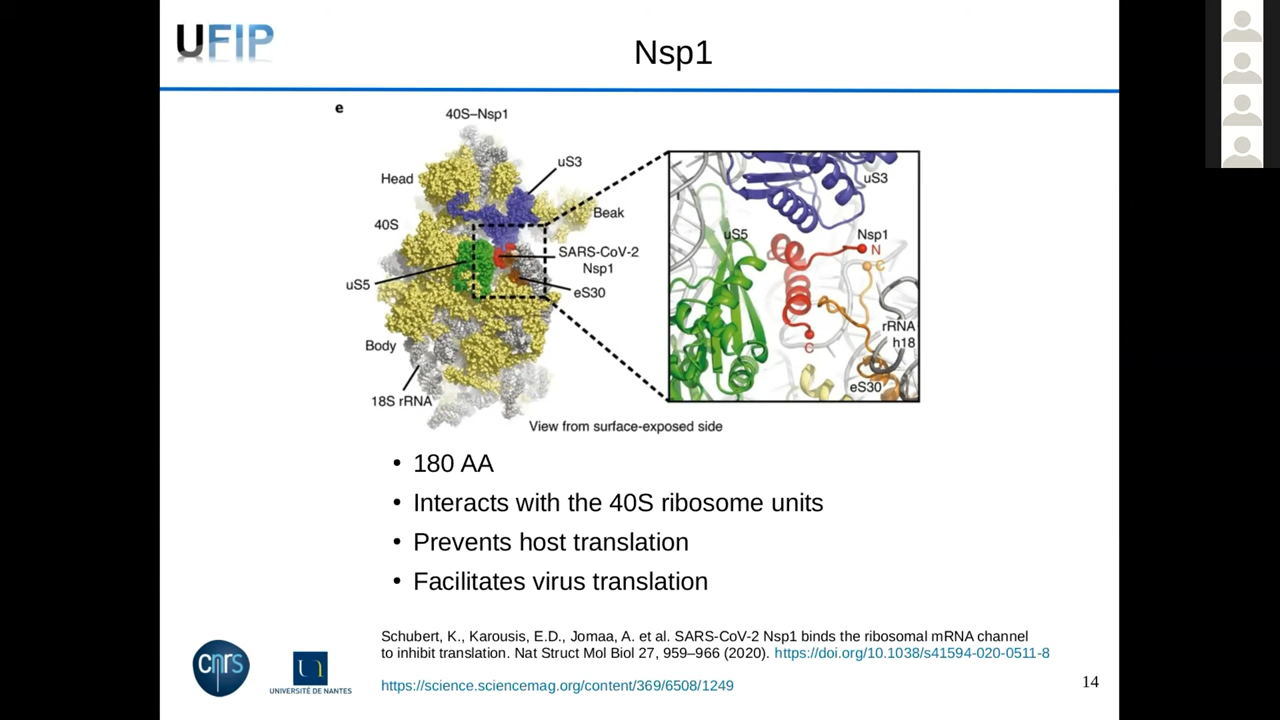 UFIP
Nsp1
e
40S–Nsp1
uS3
Head
Beak
40S
SARS-CoV-2
Nsp1
uS5
eS30
Body
18S rRNA
View from surface-exposed side
uS3
uS5
Nsp1
N
C
C
rRNA
h18
eS30
• 180 AA
• Interacts with the 40S ribosome units
• Prevents host translation
• Facilitates virus translation
Schubert, K., Karousis, E.D., Jomaa, A. et al. SARS-CoV-2 Nsp1 binds the ribosomal mRNA channel
to inhibit translation. Nat Struct Mol Biol 27, 959–966 (2020). https://doi.org/10.1038/s41594-020-0511-8
https://science.sciencemag.org/content/369/6508/1249
cnrs
UNIVERSITÉ DE NANTES
14